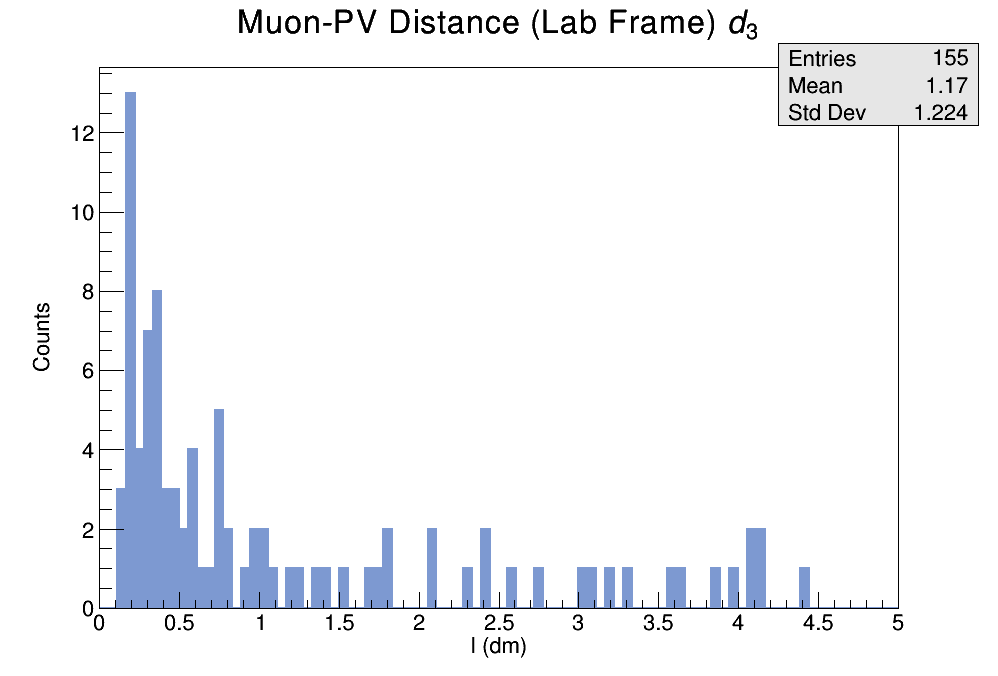 Muon-PV Distance (Lab Frame) d₃
Entries 155
Mean 1.17
Std Dev 1.224
Counts
12
10
8
6
4
2
0
0 0.5 1 1.5 2 2.5 3 3.5 4 4.5 5
l (dm)